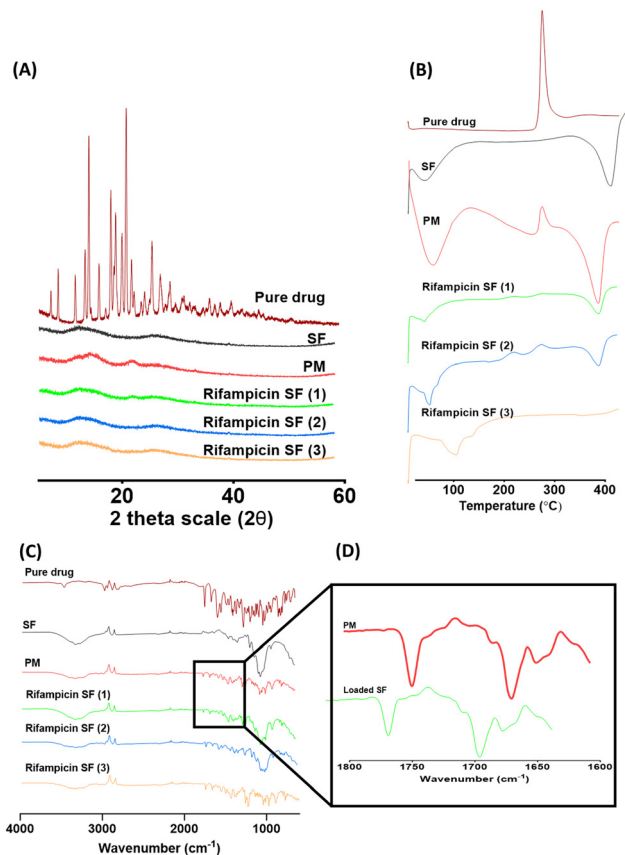 (A)
Pure drug
SF
PM
Rifampicin SF (1)
Rifampicin SF (2)
Rifampicin SF (3)
20
40
60
2 theta scale (2θ)
(B)
Pure drug
SF
PM
Rifampicin SF (1)
Rifampicin SF (2)
Rifampicin SF (3)
100
200
300
400
Temperature (°C)
(C)
Pure drug
SF
PM
Rifampicin SF (1)
Rifampicin SF (2)
Rifampicin SF (3)
4000
3000
2000
1000
Wavenumber (cm-1)
(D)
PM
Loaded SF
1800
1750
1700
1650
1600
Wavenumber (cm-1)